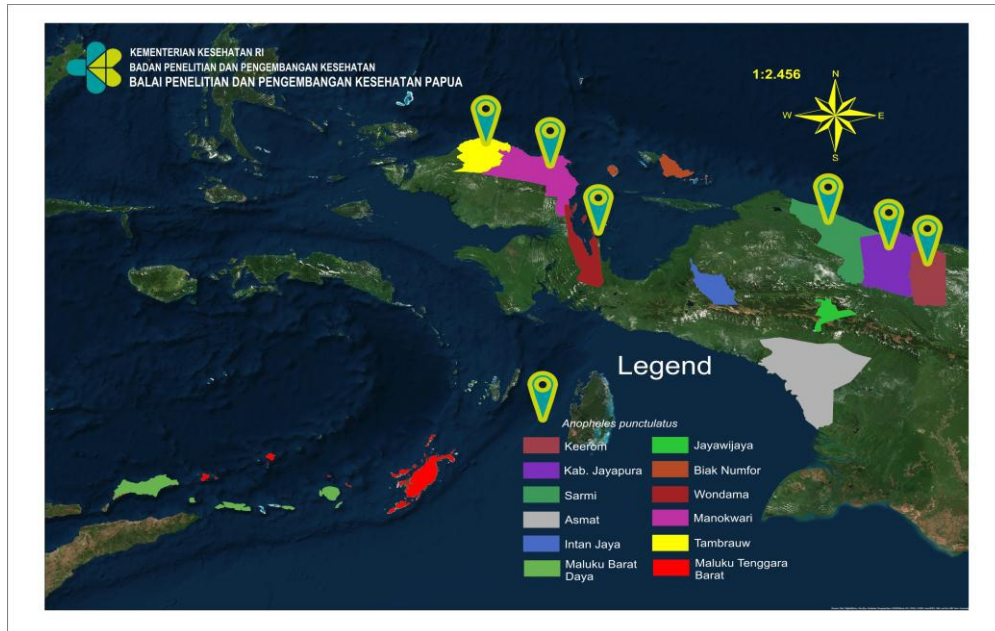 KEMENTERIAN KESEHATAN RI
BADAN PENELITIAN DAN PENGEMBANGAN KESEHATAN
BALAI PENELITIAN DAN PENGEMBANGAN KESEHATAN PAPUA
1:2.456
N
W
E
S
Legend
Anopheles punctulatus
Keerom
Jayawijaya
Kab. Jayapura
Biak Numfor
Sarmi
Wondama
Asmat
Manokwari
Intan Jaya
Tambrauw
Maluku Barat
Daya
Maluku Tenggara
Barat